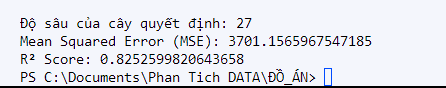 Độ sâu của cây quyết định: 27
Mean Squared Error (MSE): 3701.1565967547185
R² Score: 0.8252599820643658
PS C:\Documents\Phan Tich DATA\ĐỒ_ÁN>